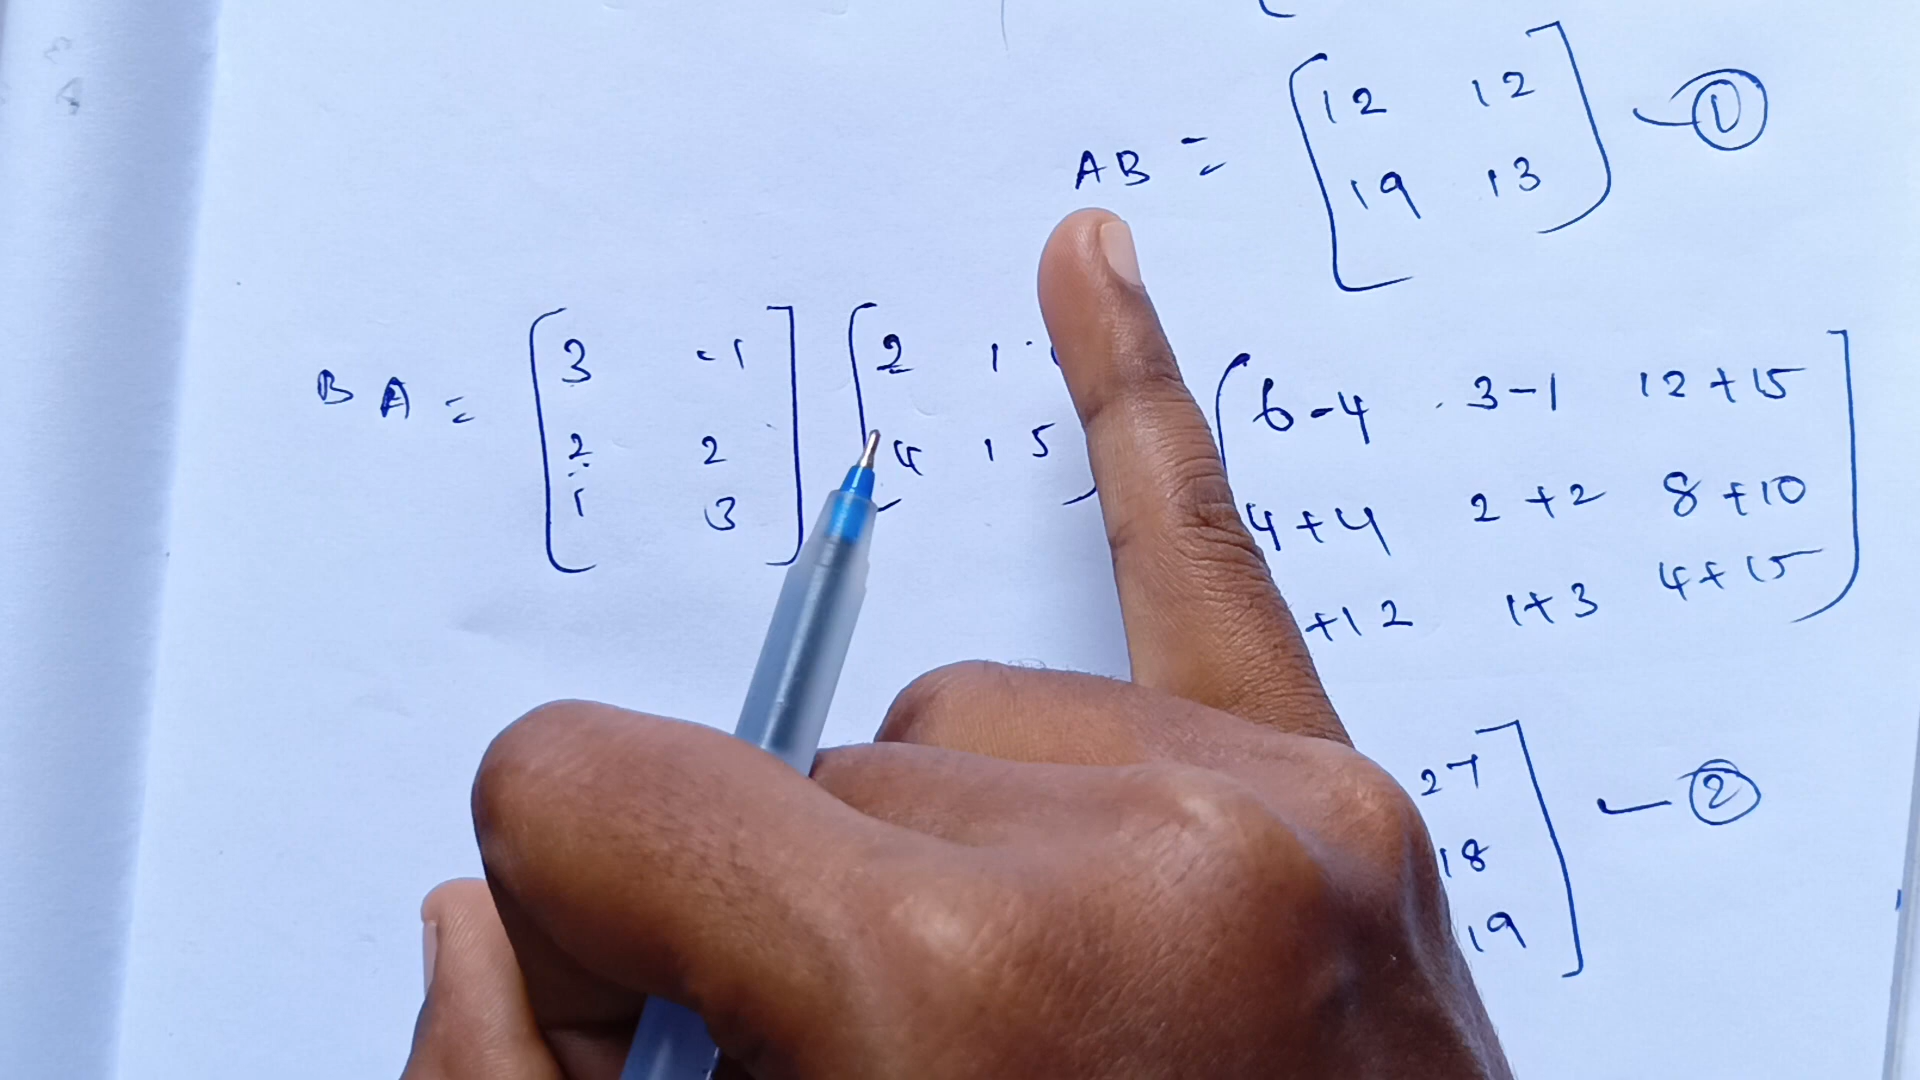 12 12
AB = 19 13 — 1
BA = 3 -1 2 1
2 2 4 1 5
1 3
6-4 3-1 12+15
4+4 2+2 8+10
+12 1+3 4+15
27
18 — 2
19